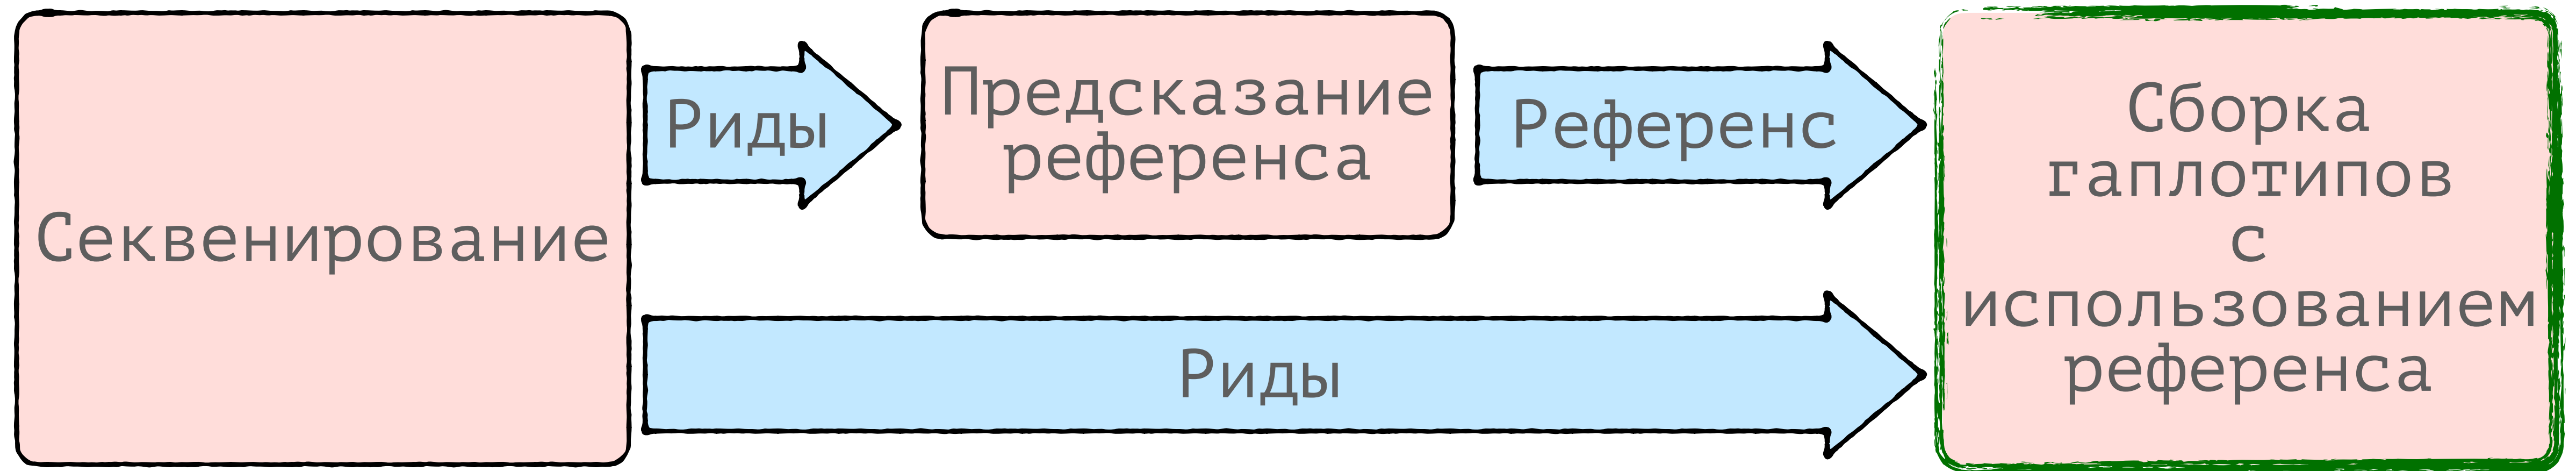 Секвенирование
Риды
Предсказание
референса
Референс
Риды
Сборка
гаплотипов
с
использованием
референса